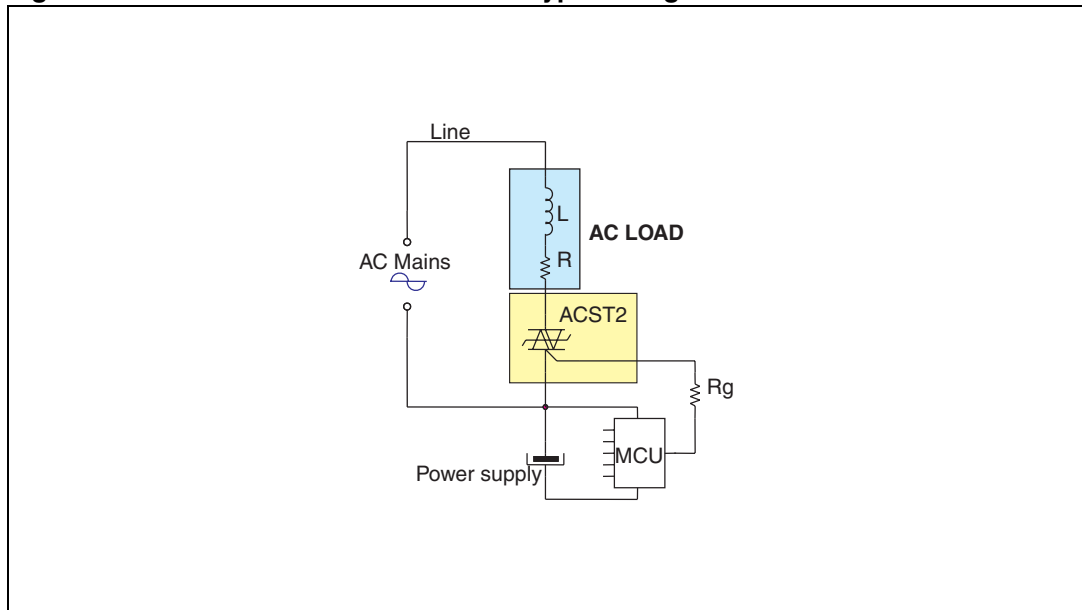 Line
L
AC LOAD
R
AC Mains
ACST2
Rg
MCU
Power supply